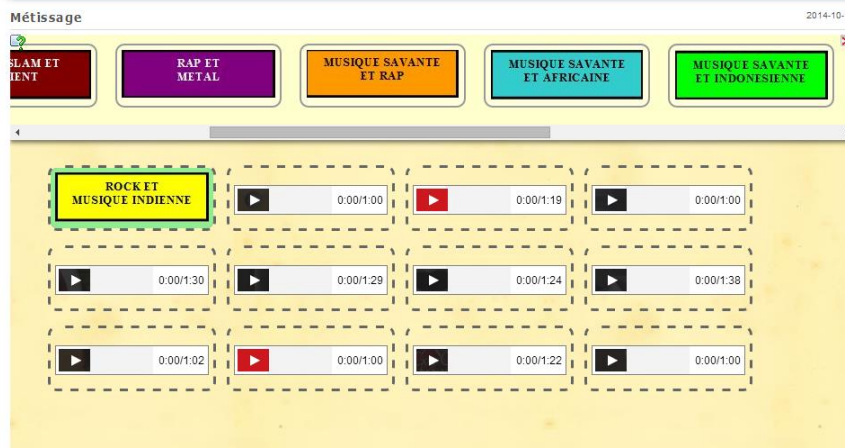 Métissage
2014-10-
SLAM ET
IENT
RAP ET
METAL
MUSIQUE SAVANTE
ET RAP
MUSIQUE SAVANTE
ET AFRICAINE
MUSIQUE SAVANTE
ET INDONESIENNE
ROCK ET
MUSIQUE INDIENNE
0:00/1:00
0:00/1:19
0:00/1:00
0:00/1:30
0:00/1:29
0:00/1:24
0:00/1:38
0:00/1:02
0:00/1:00
0:00/1:22
0:00/1:00